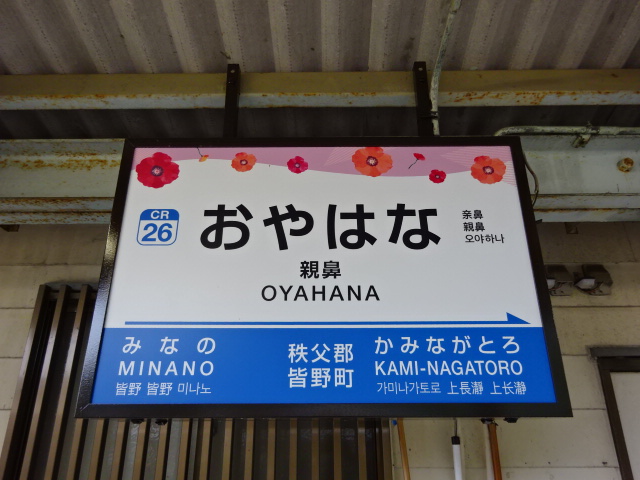 CR
26
おやはな
亲鼻
親鼻
오야하나
親鼻
OYAHANA
みなの
MINANO
皆野 皆野 미나노
秩父郡
皆野町
かみながとろ
KAMI-NAGATORO
가미나가토로 上長瀞 上长瀞